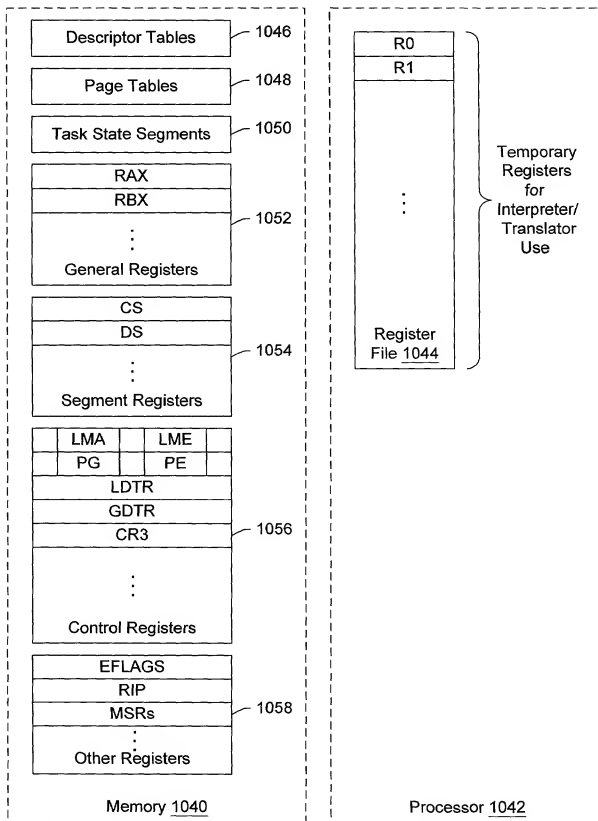 Descriptor Tables
1046
Page Tables
1048
Task State Segments
1050
RAX
RBX
1052
General Registers
CS
DS
1054
Segment Registers
LMA
LME
PG
PE
LDTR
GDTR
CR3
1056
Control Registers
EFLAGS
RIP
MSRs
1058
Other Registers
Memory 1040
R0
R1
Register
File 1044
Temporary
Registers
for
Interpreter/
Translator
Use
Processor 1042